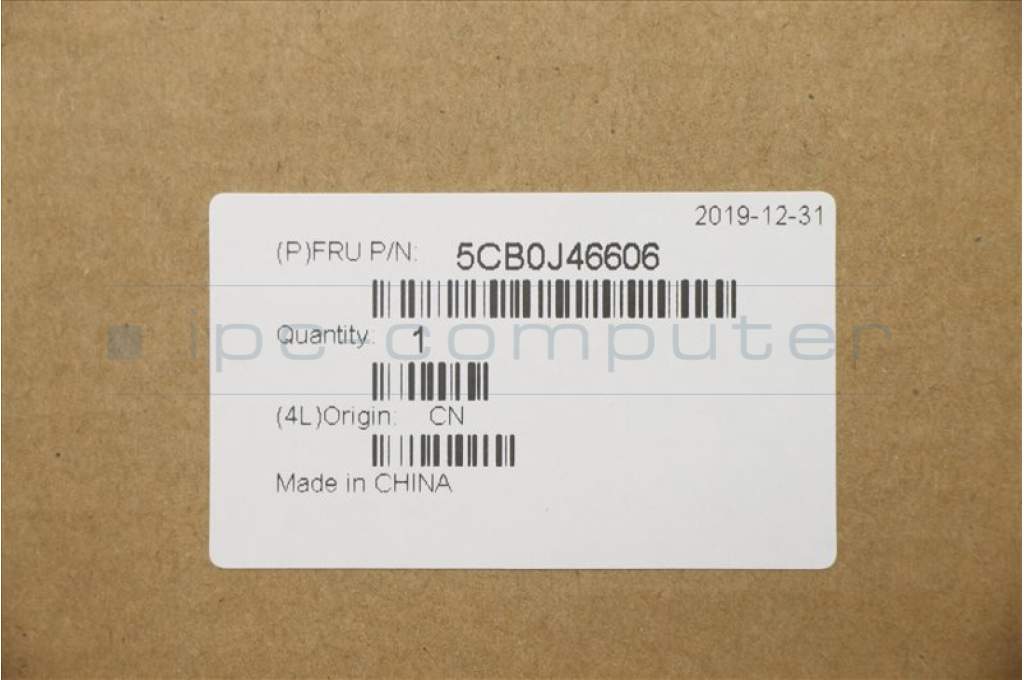 2019-12-31
(P)FRU P/N: 5CB0J46606
Quantity: 1
ipc computer
(4L)Origin: CN
Made in CHINA